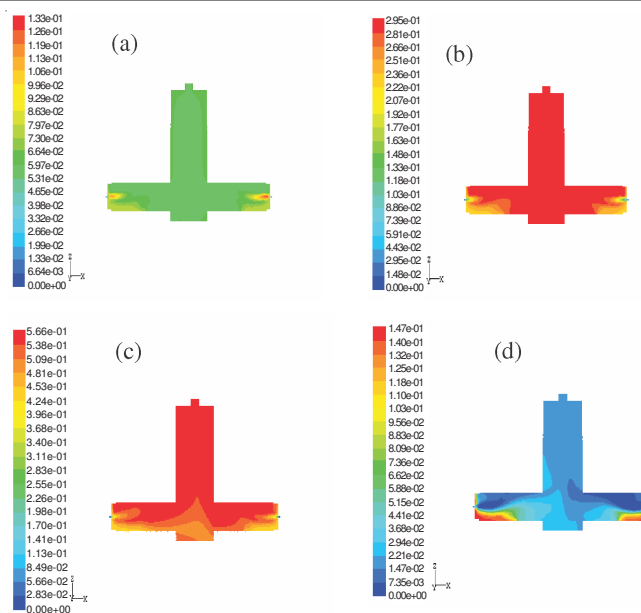 (a)
1.33e-01
1.26e-01
1.19e-01
1.13e-01
1.06e-01
9.96e-02
9.29e-02
8.63e-02
7.97e-02
7.30e-02
6.64e-02
5.97e-02
5.31e-02
4.65e-02
3.98e-02
3.32e-02
2.66e-02
1.99e-02
1.33e-02
6.64e-03
0.00e+00
Z
Y X
(b)
2.95e-01
2.81e-01
2.66e-01
2.51e-01
2.36e-01
2.22e-01
2.07e-01
1.92e-01
1.77e-01
1.63e-01
1.48e-01
1.33e-01
1.18e-01
1.03e-01
8.86e-02
7.39e-02
5.91e-02
4.43e-02
2.95e-02
1.48e-02
0.00e+00
Z
Y X
(c)
5.66e-01
5.38e-01
5.09e-01
4.81e-01
4.53e-01
4.24e-01
3.96e-01
3.68e-01
3.40e-01
3.11e-01
2.83e-01
2.55e-01
2.26e-01
1.98e-01
1.70e-01
1.41e-01
1.13e-01
8.49e-02
5.66e-02
2.83e-02
0.00e+00
Z
Y X
(d)
1.47e-01
1.40e-01
1.32e-01
1.25e-01
1.18e-01
1.10e-01
1.03e-01
9.56e-02
8.83e-02
8.09e-02
7.36e-02
6.62e-02
5.88e-02
5.15e-02
4.41e-02
3.68e-02
2.94e-02
2.21e-02
1.47e-02
7.35e-03
0.00e+00
Z
Y X